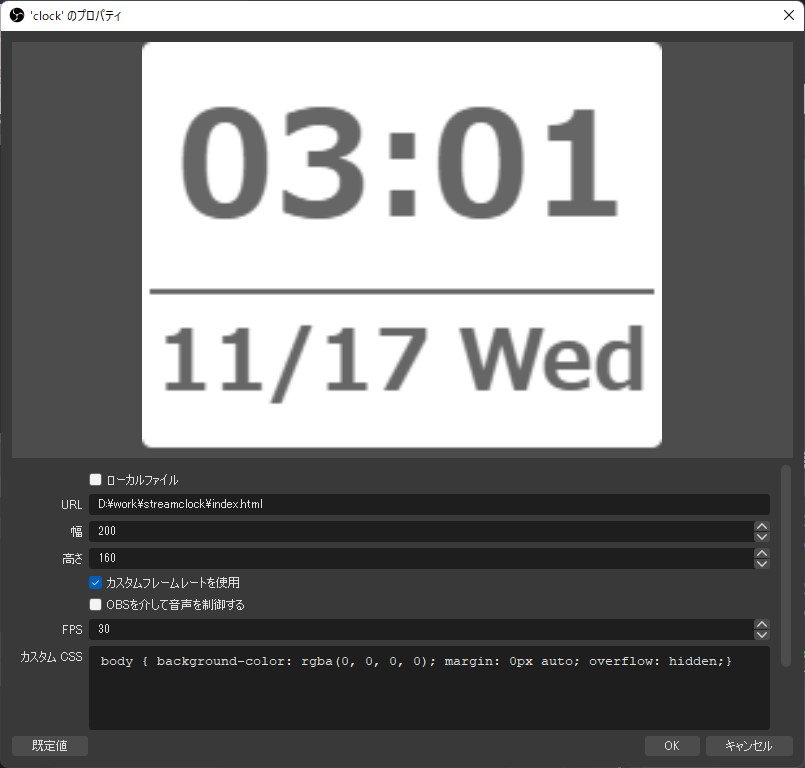 'clock' のプロパティ
03:01
11/17 Wed
ローカルファイル
URL D:¥work¥streamclock¥index.html
幅 200
高さ 160
カスタムフレームレートを使用
OBSを介して音声を制御する
FPS 30
カスタム CSS body { background-color: rgba(0, 0, 0, 0); margin: 0px auto; overflow: hidden;}
既定値 OK キャンセル